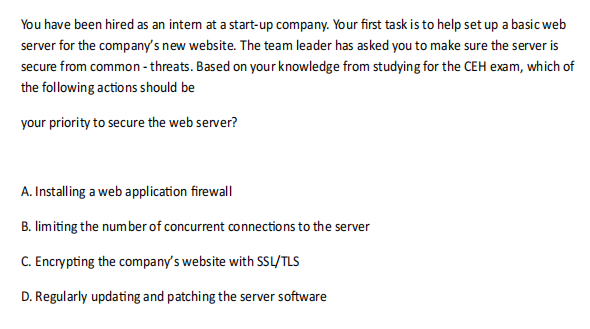 You have been hired as an intern at a start-up company. Your first task is to help set up a basic web
server for the company's new website. The team leader has asked you to make sure the server is
secure from common - threats. Based on your knowledge from studying for the CEH exam, which of
the following actions should be
your priority to secure the web server?
A. Installing a web application firewall
B. limiting the number of concurrent connections to the server
C. Encrypting the company's website with SSL/TLS
D. Regularly updating and patching the server software